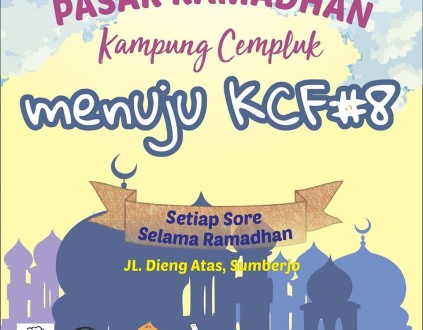 PASAR RAMADHAN
Kampung Cempluk
menuju KCF#8
Setiap Sore
Selama Ramadhan
JL. Dieng Atas, Sumberjo